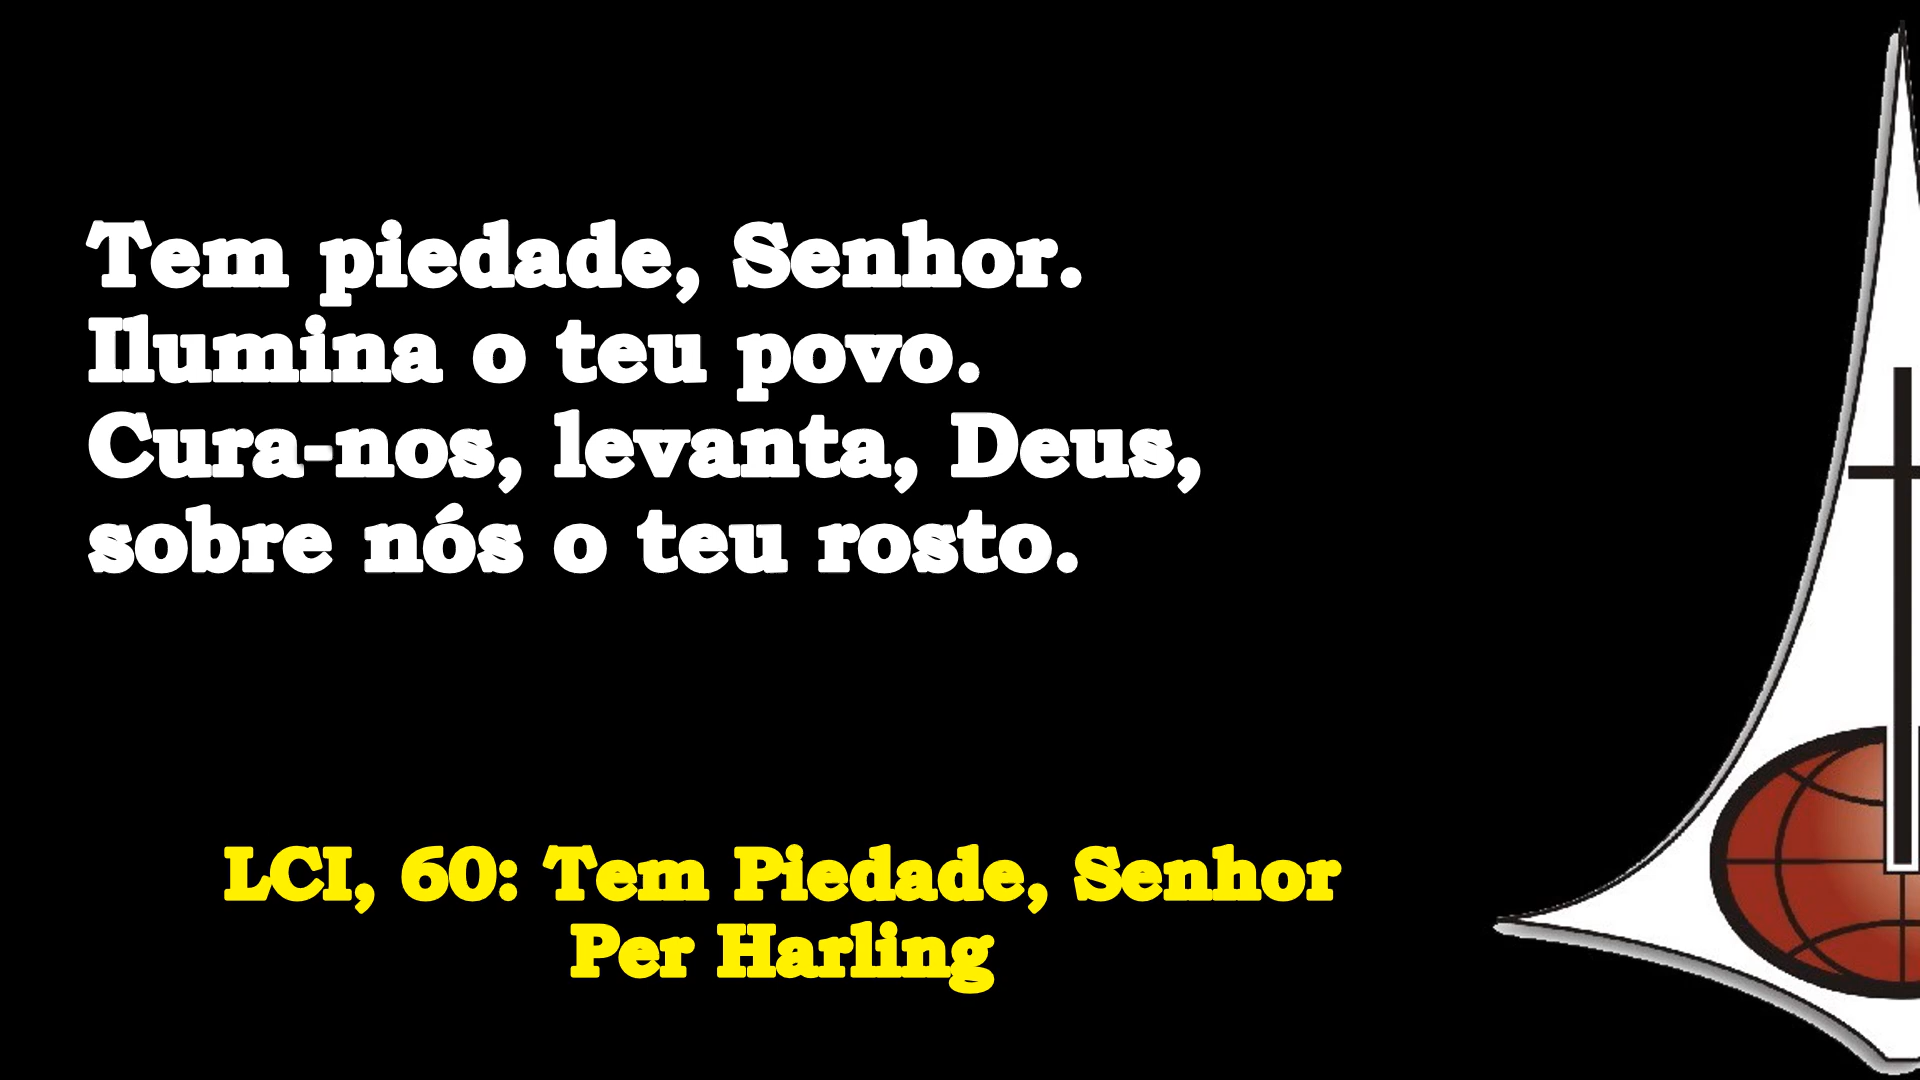 Tem piedade, Senhor.
Ilumina o teu povo.
Cura-nos, levanta, Deus,
sobre nós o teu rosto.
LCI, 60: Tem Piedade, Senhor
Per Harling